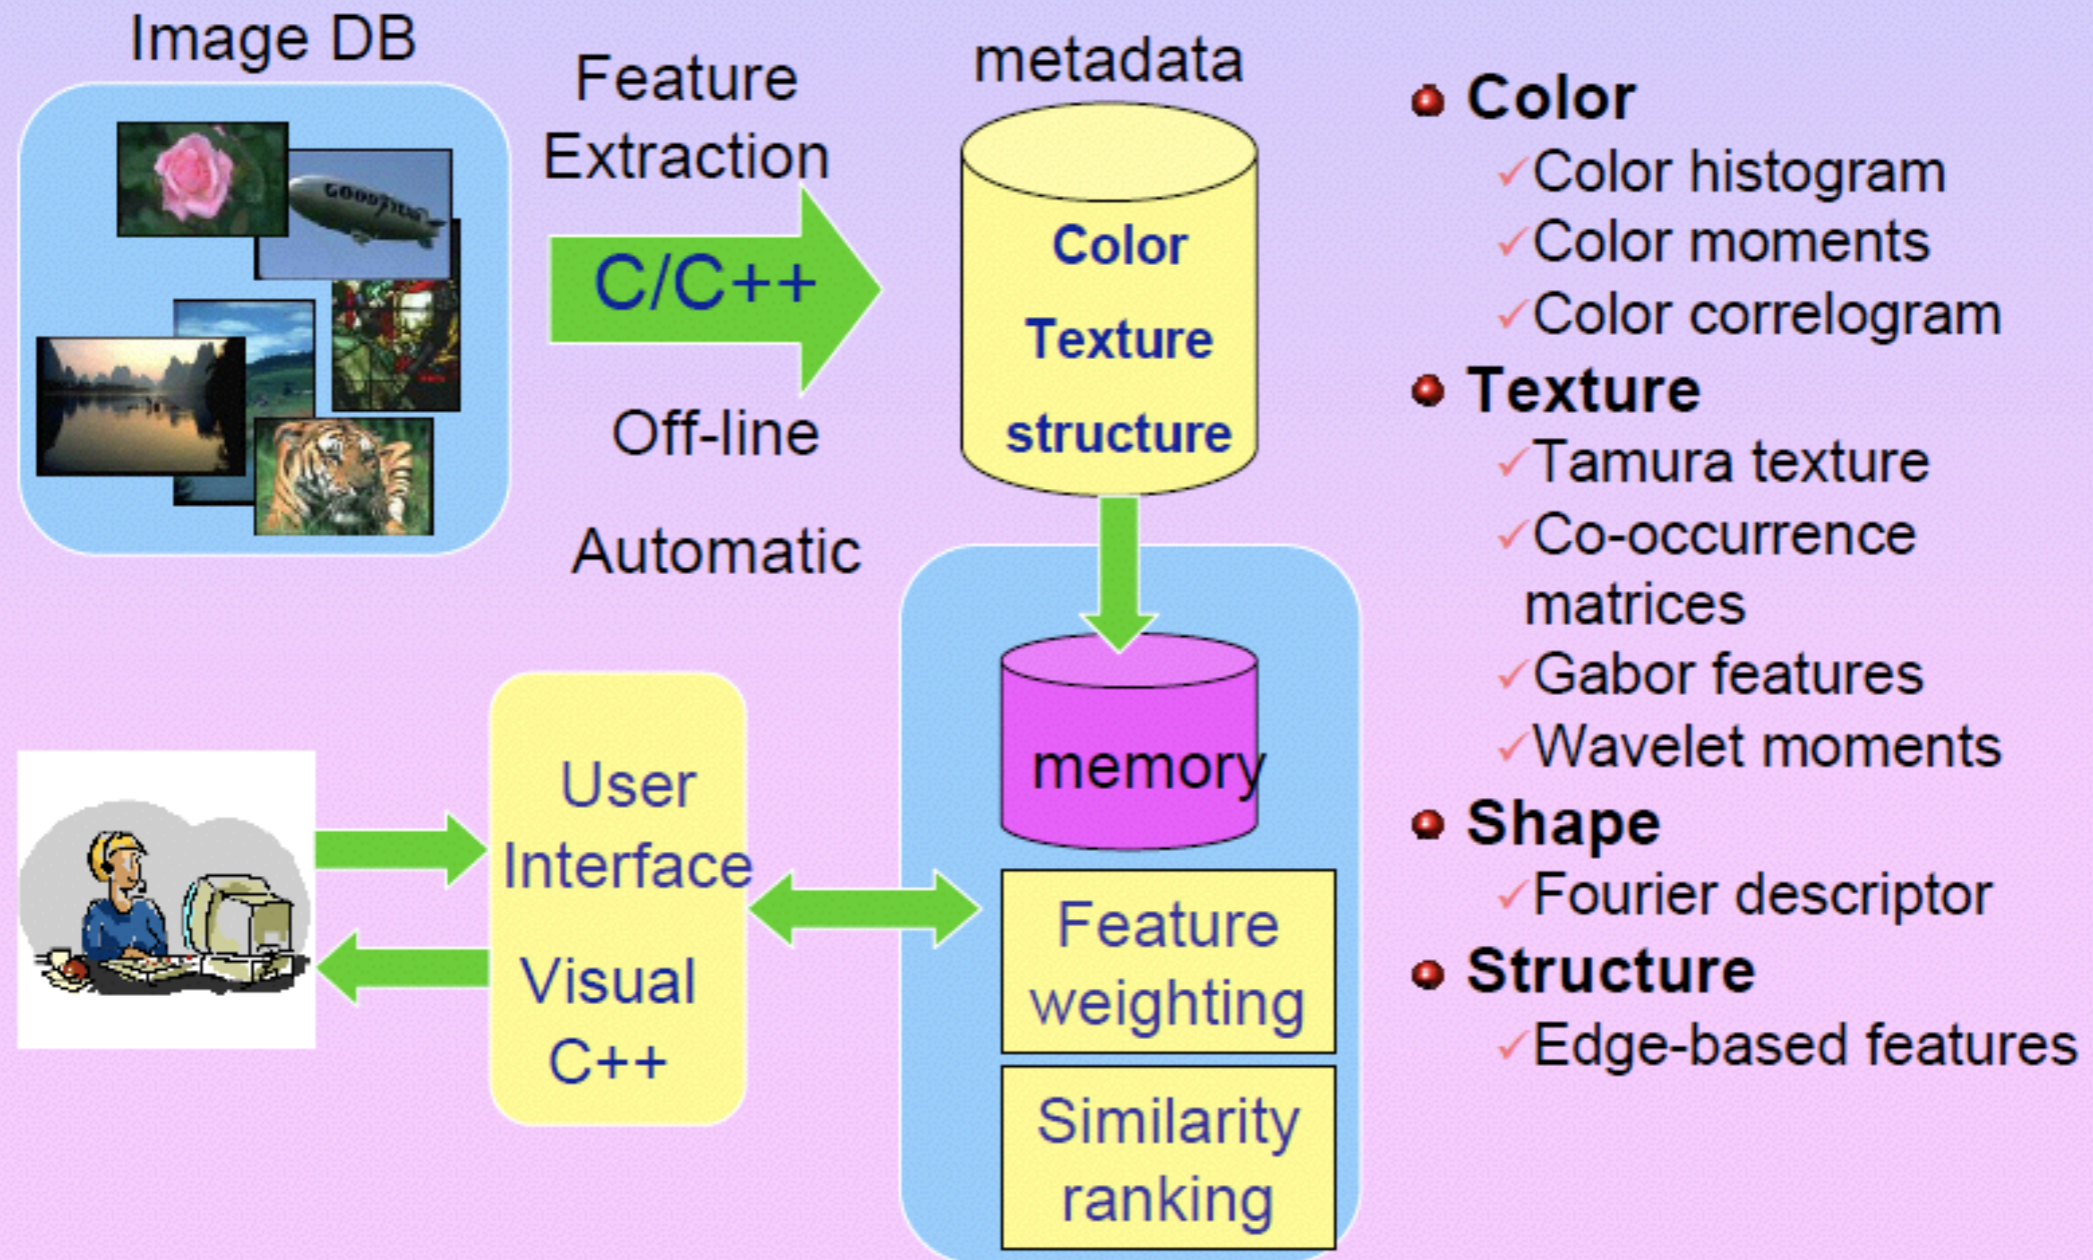 Image DB
GOODYEAR
Feature
Extraction
C/C++
Off-line
Automatic
metadata
Color
Texture
structure
memory
Feature
weighting
Similarity
ranking
User
Interface
Visual
C++
Color
✓Color histogram
✓Color moments
✓Color correlogram
Texture
✓Tamura texture
✓Co-occurrence
matrices
✓Gabor features
✓Wavelet moments
Shape
✓Fourier descriptor
Structure
✓Edge-based features